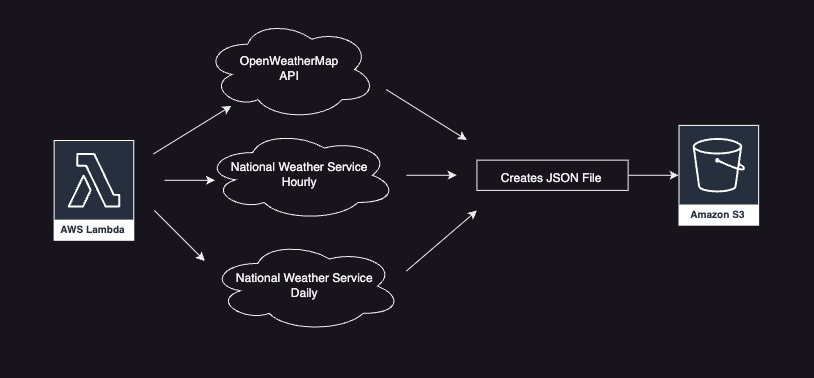 OpenWeatherMap
API
National Weather Service
Hourly
AWS Lambda
Creates JSON File
Amazon S3
National Weather Service
Daily